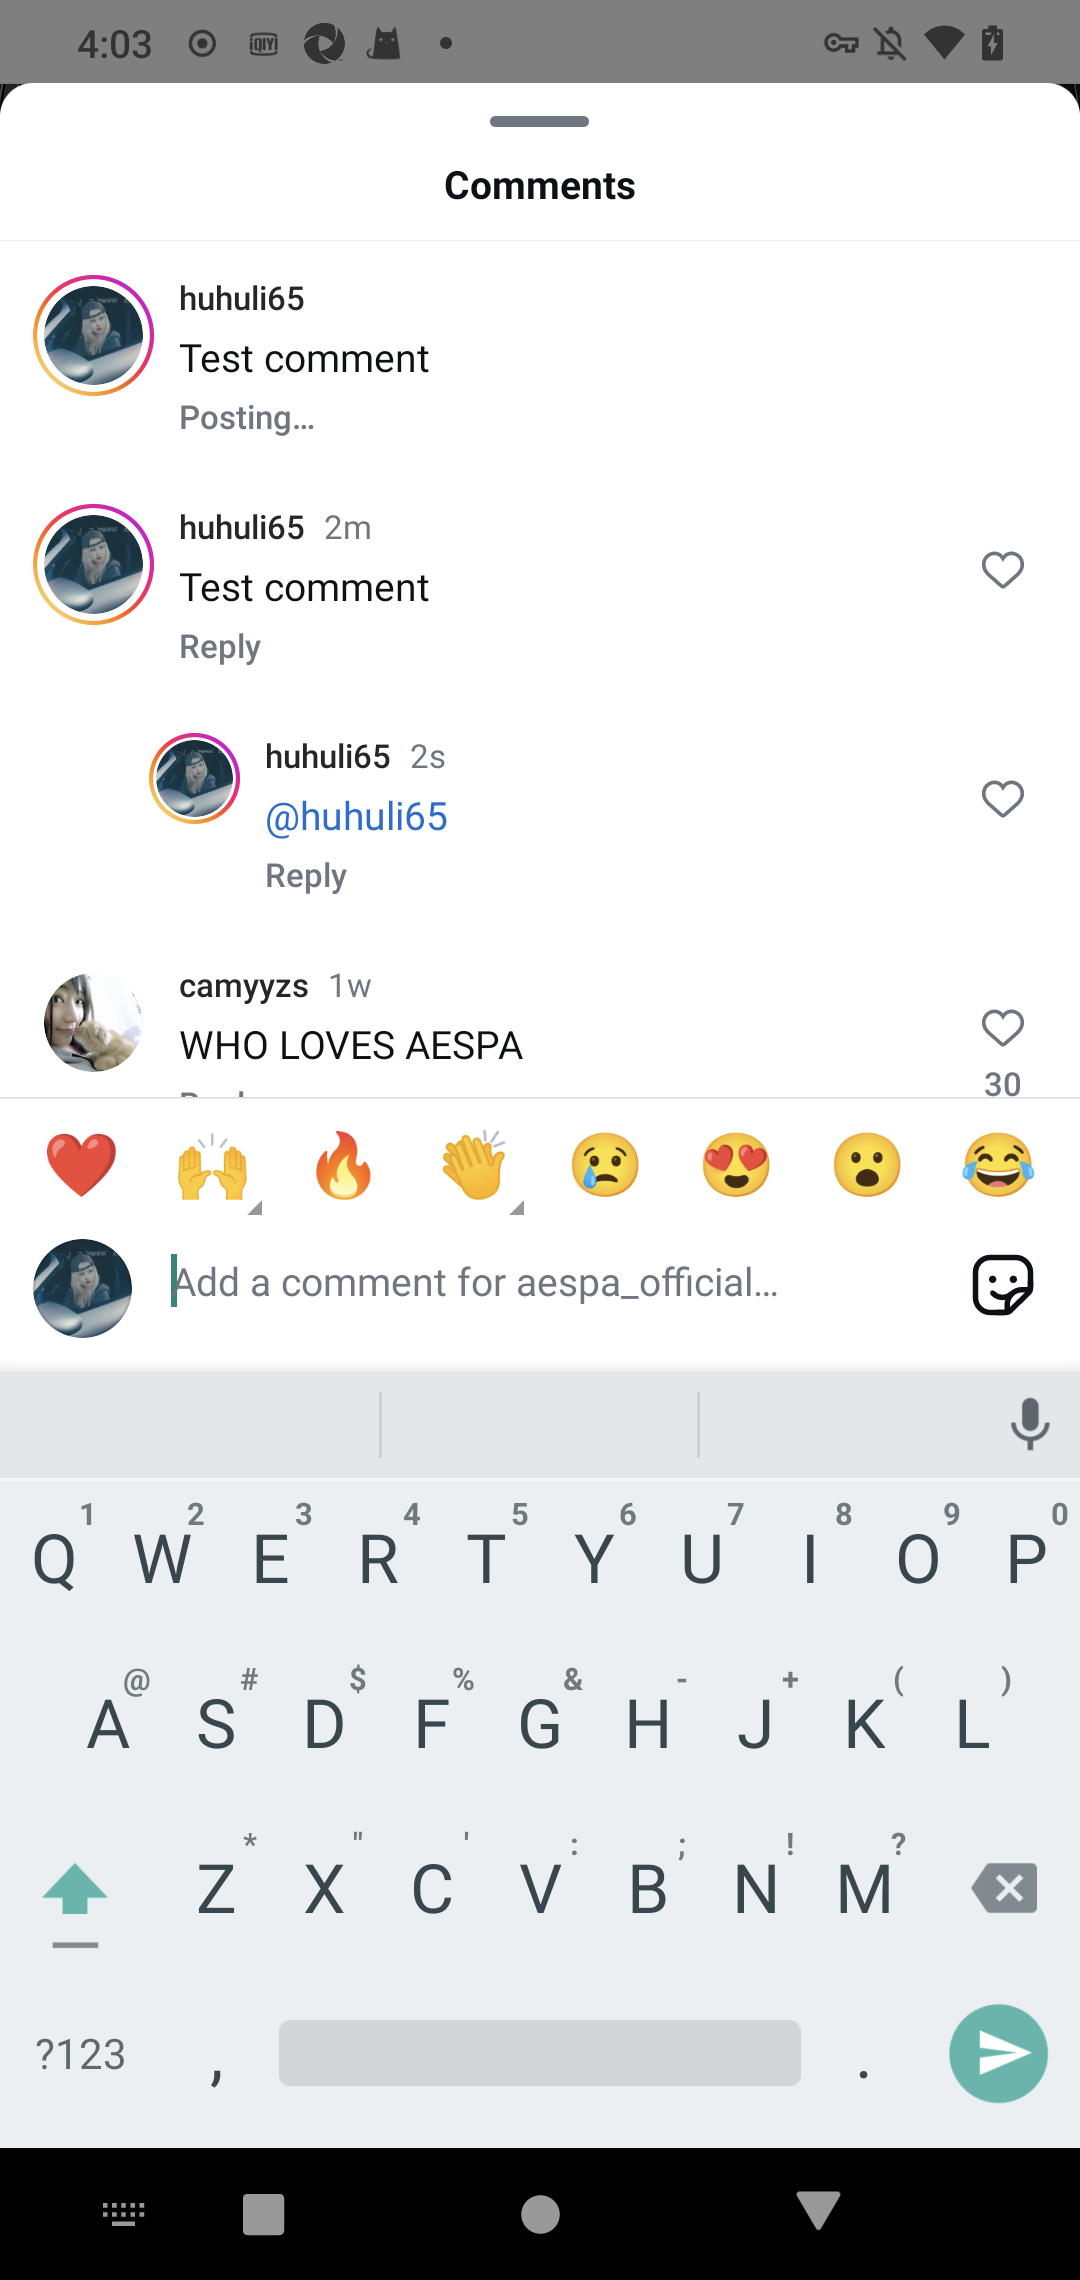 4:03
iQIYI
Comments
huhuli65
Test comment
Posting...
huhuli65 2m
Test comment
Reply
huhuli65 2s
@huhuli65
Reply
camyyzs 1w
WHO LOVES AESPA
30
Add a comment for aespa_official...
1 2 3 4 5 6 7 8 9 0
Q W E R T Y U I O P
@ # $ % & - + ( )
A S D F G H J K L
* " ' : ; ! ?
Z X C V B N M
?123 , .